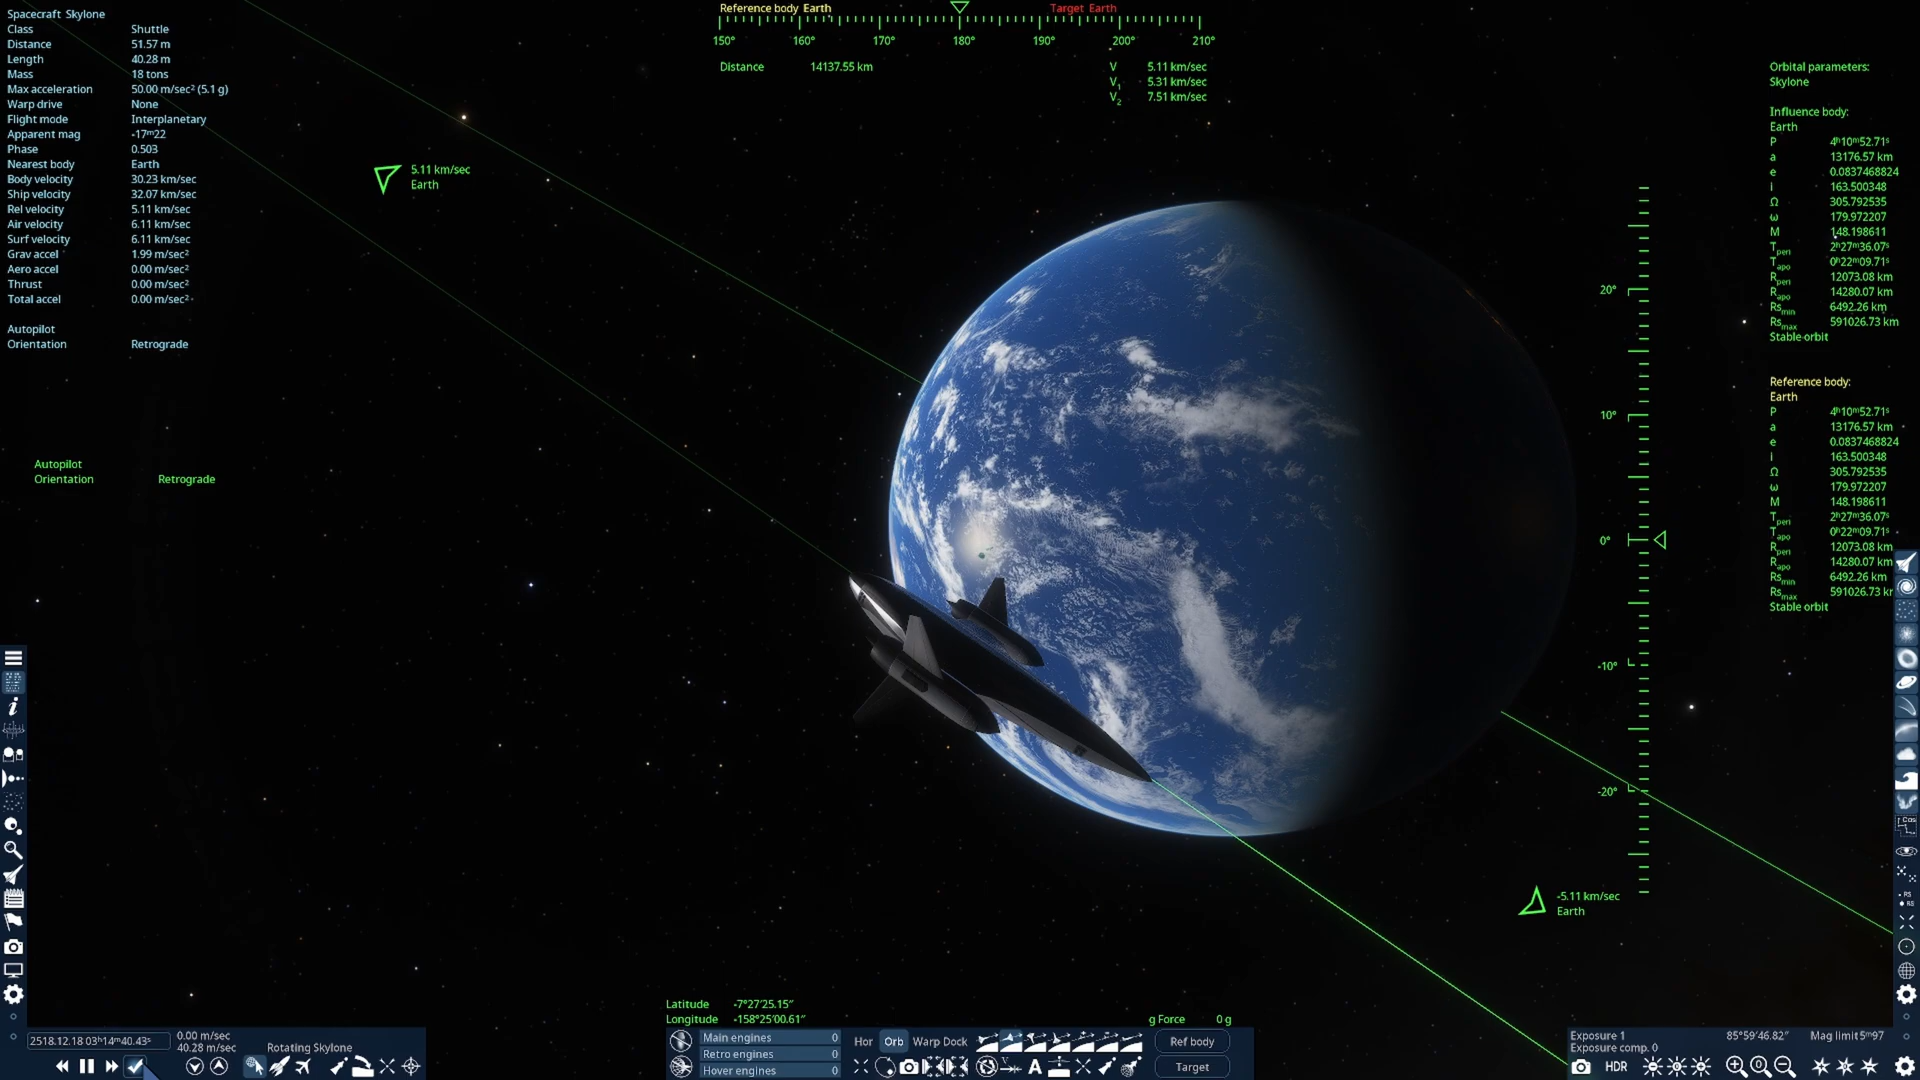 Spacecraft Skylone
Class Shuttle
Distance 51.57 m
Length 40.28 m
Mass 18 tons
Max acceleration 50.00 m/sec² (5.1 g)
Warp drive None
Flight mode Interplanetary
Apparent mag -17ᵐ22
Phase 0.503
Nearest body Earth
Body velocity 30.23 km/sec
Ship velocity 32.07 km/sec
Rel velocity 5.11 km/sec
Air velocity 6.11 km/sec
Surf velocity 6.11 km/sec
Grav accel 1.99 m/sec²
Aero accel 0.00 m/sec²
Thrust 0.00 m/sec²
Total accel 0.00 m/sec²
Autopilot
Orientation Retrograde
Autopilot
Orientation Retrograde
Reference body Earth
Target Earth
150° 160° 170° 180° 190° 200° 210°
Distance 14137.55 km
V 5.11 km/sec
V₁ 5.31 km/sec
V₂ 7.51 km/sec
5.11 km/sec
Earth
20°
10°
0°
-10°
-20°
-5.11 km/sec
Earth
Orbital parameters:
Skylone
Influence body:
Earth
P 4ʰ10ᵐ52.71ˢ
a 13176.57 km
e 0.0837468824
i 163.500348
Ω 305.792535
ω 179.972207
M 148.198611
Tperi 2ʰ27ᵐ36.07ˢ
Tapo 0ʰ22ᵐ09.71ˢ
Rperi 12073.08 km
Rapo 14280.07 km
Rsmin 6492.26 km
Rsmax 591026.73 km
Stable orbit
Reference body:
Earth
P 4ʰ10ᵐ52.71ˢ
a 13176.57 km
e 0.0837468824
i 163.500348
Ω 305.792535
ω 179.972207
M 148.198611
Tperi 2ʰ27ᵐ36.07ˢ
Tapo 0ʰ22ᵐ09.71ˢ
Rperi 12073.08 km
Rapo 14280.07 km
Rsmin 6492.26 km
Rsmax 591026.73 k
Stable orbit
Latitude -7°27′25.15″
Longitude -158°25′00.61″
g Force 0 g
2518.12.18 03ʰ14ᵐ40.43ˢ
0.00 m/sec
40.28 m/sec
Rotating Skylone
Main engines 0
Retro engines 0
Hover engines 0
Hor Orb Warp Dock
Ref body
Target
A
Exposure 1
Exposure comp. 0
85°59′46.82″
Mag limit 5ᵐ97
HDR
RS
RS